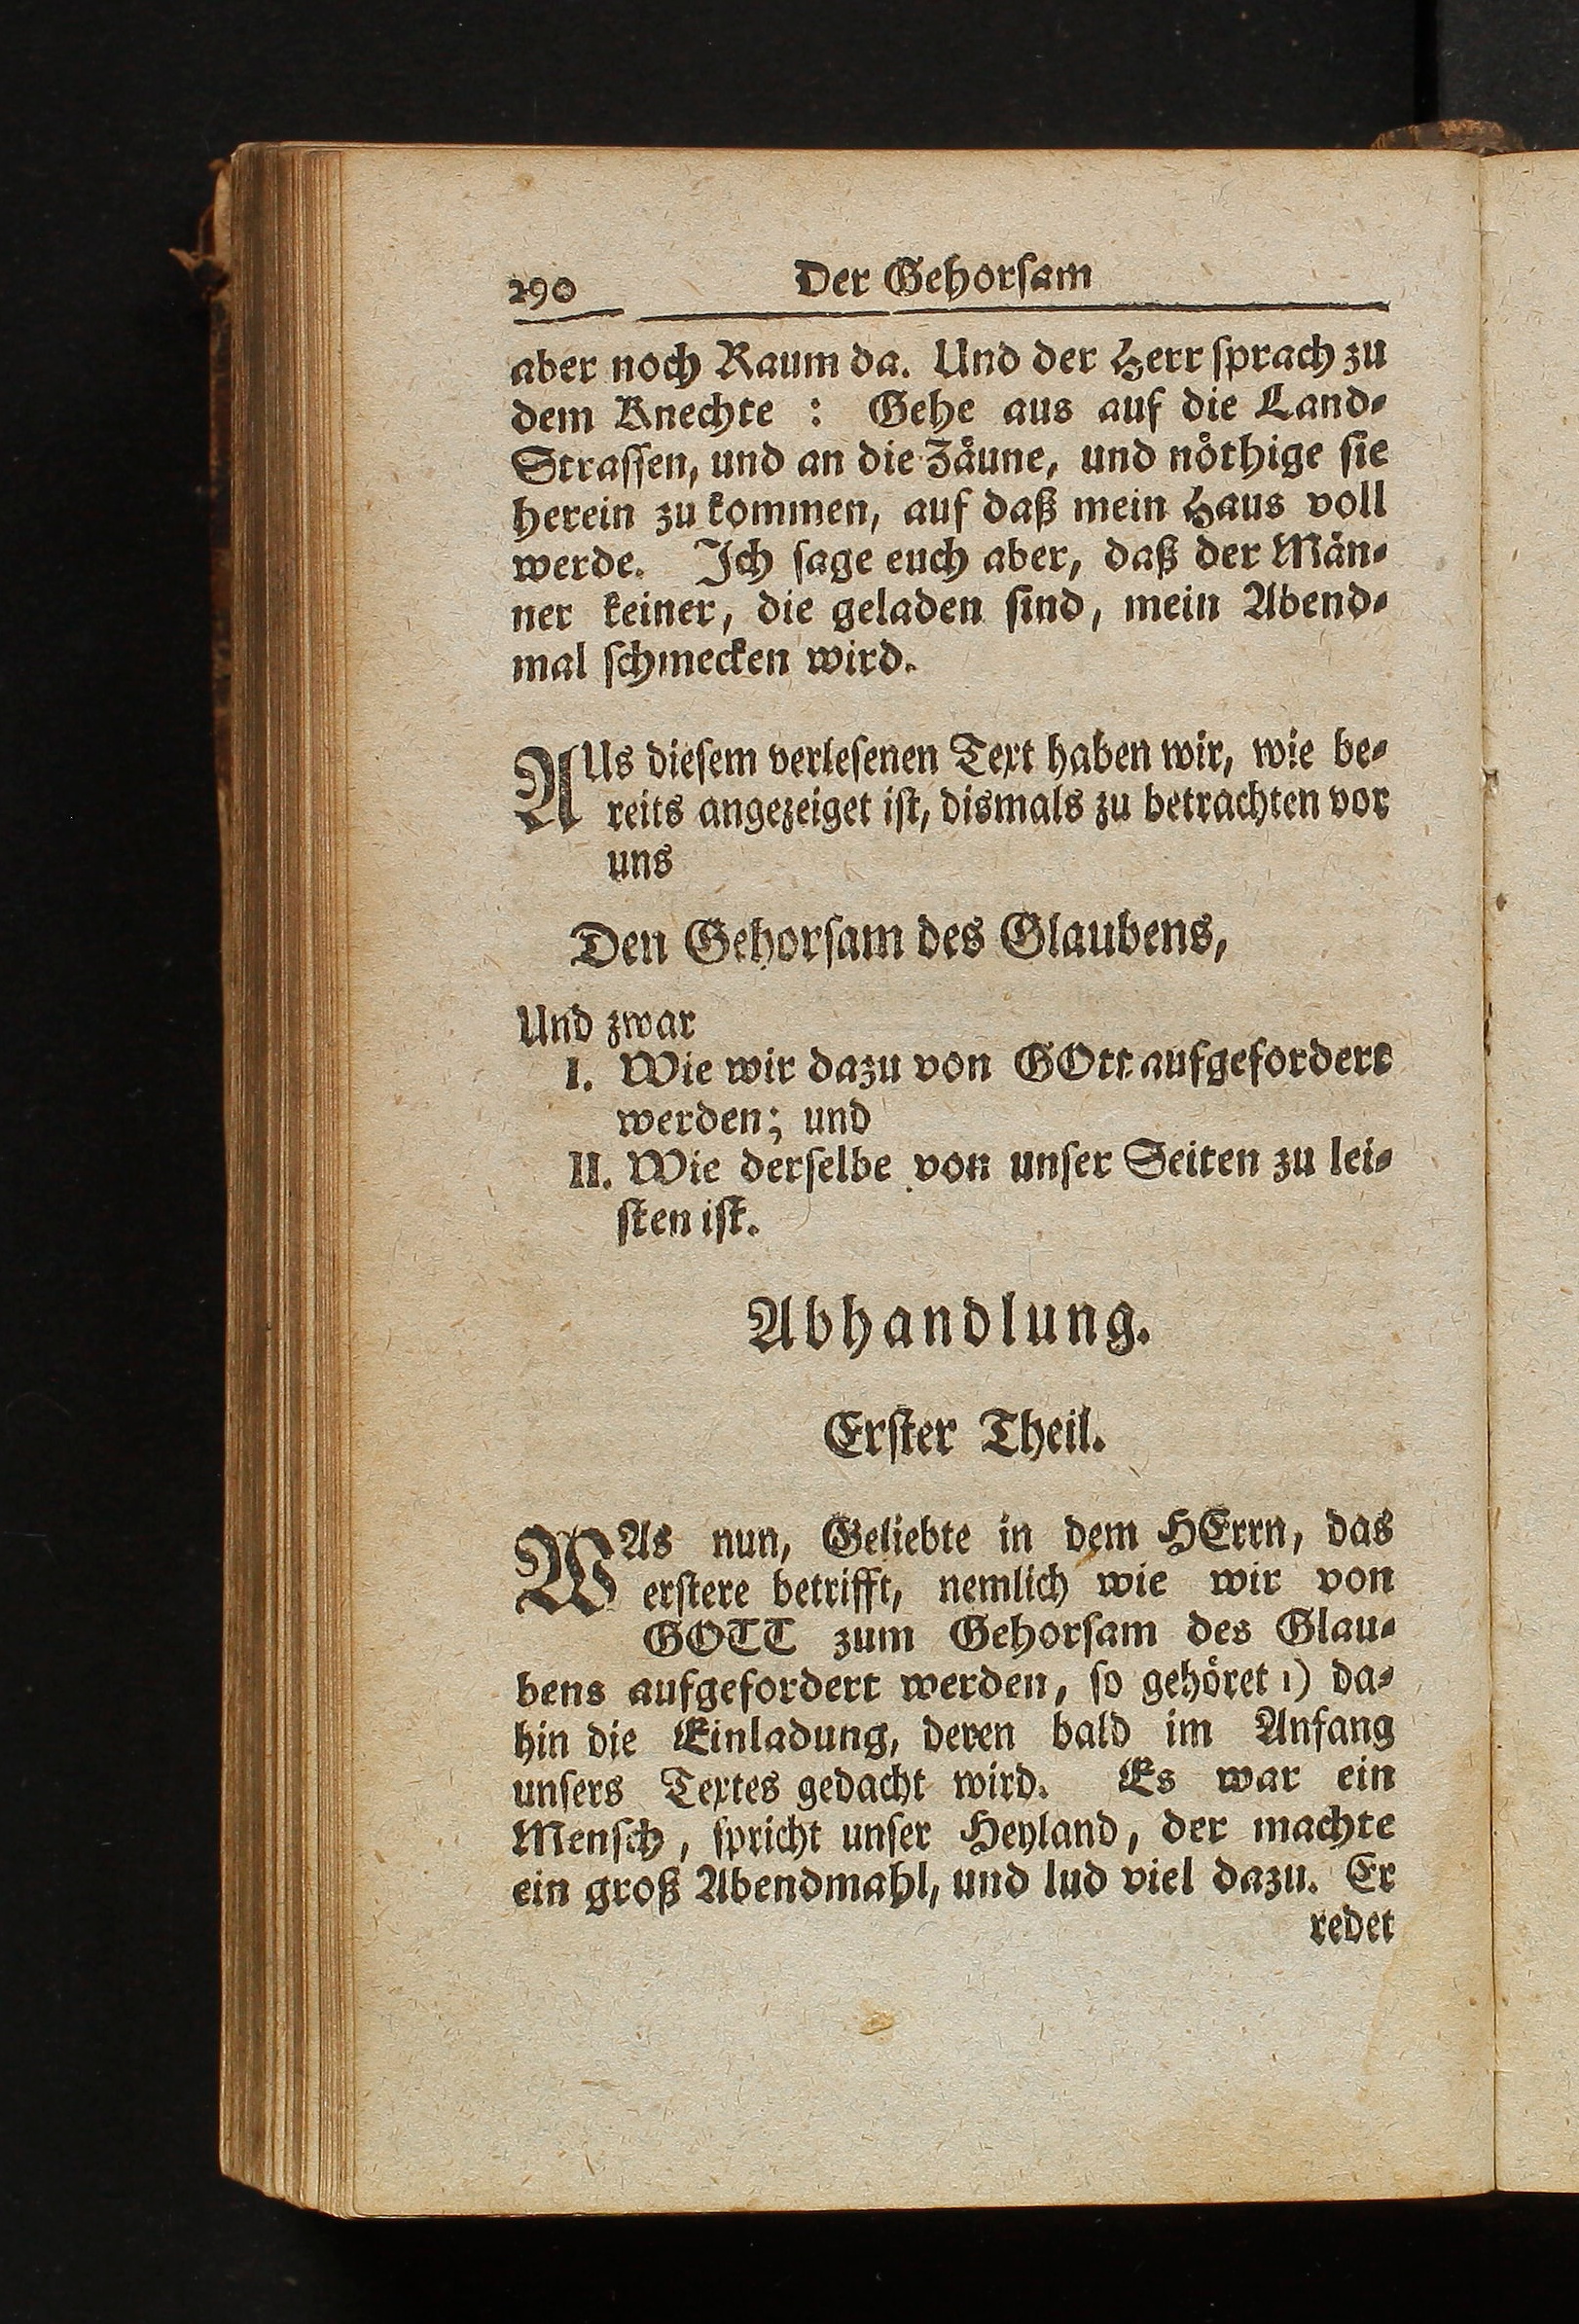 290 Der Gehorsam
aber noch Raum da. Und der Herr sprach zu
dem Knechte : Gehe aus auf die Land-
Strassen, und an die Zäune, und nöthige sie
herein zu kommen, auf daß mein Haus voll
werde. Ich sage euch aber, daß der Män-
ner keiner, die geladen sind, mein Abend-
mal schmecken wird.
AUs diesem verlesenen Text haben wir, wie be-
reits angezeiget ist, dismals zu betrachten vor
uns
Den Gehorsam des Glaubens,
Und zwar
I. Wie wir dazu von GOtt aufgefordert
werden; und
II. Wie derselbe von unser Seiten zu lei-
sten ist.
Abhandlung.
Erster Theil.
WAs nun, Geliebte in dem HErrn, das
erstere betrifft, nemlich wie wir von
GOTT zum Gehorsam des Glau-
bens aufgefordert werden, so gehöret 1) da-
hin die Einladung, deren bald im Anfang
unsers Textes gedacht wird. Es war ein
Mensch, spricht unser Heyland, der machte
ein groß Abendmahl, und lud viel dazu. Er
redet